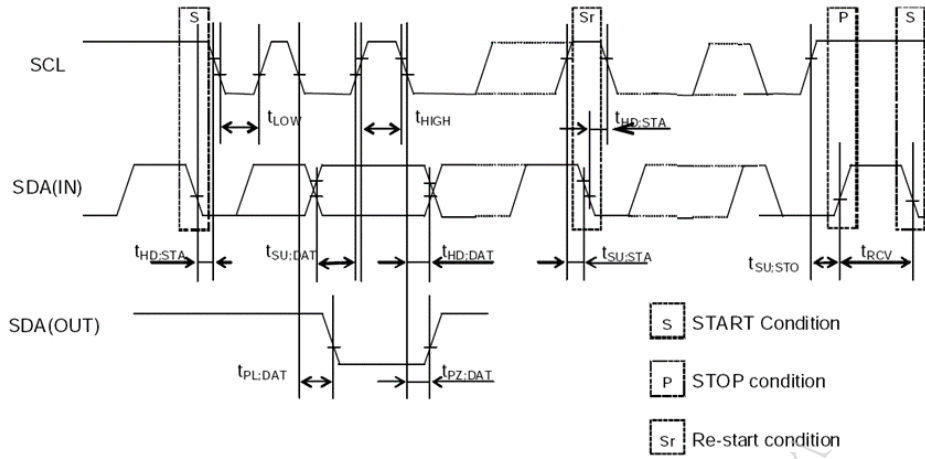 S Sr P S
SCL
tLOW tHIGH tHD:STA
SDA(IN)
tHD:STA tSU:DAT tHD:DAT tSU:STA tSU:STO tRCV
SDA(OUT)
S START Condition
tPL:DAT tPZ:DAT
P STOP condition
Sr Re-start condition